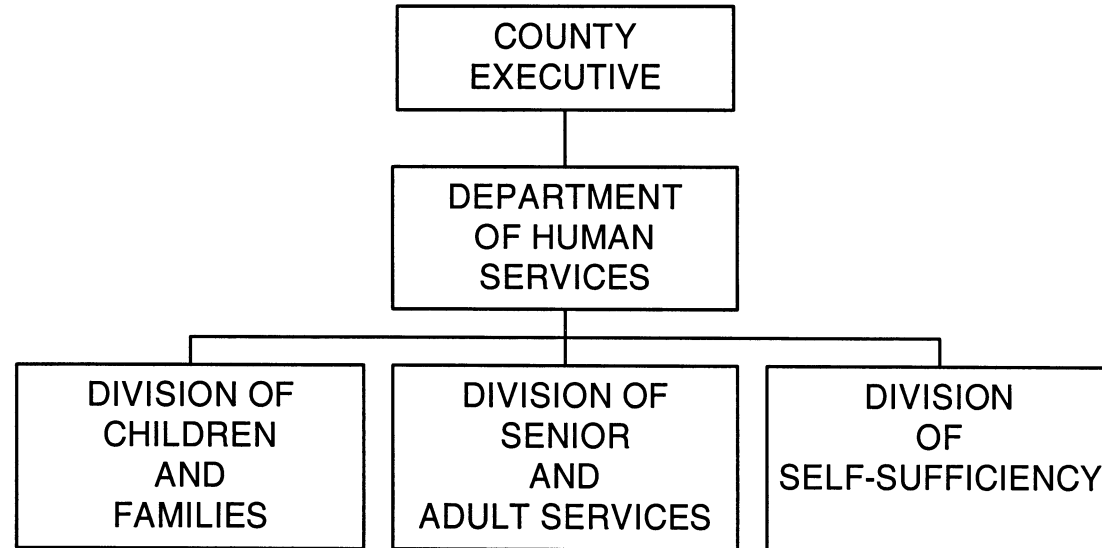 COUNTY
EXECUTIVE
DEPARTMENT
OF HUMAN
SERVICES
DIVISION OF
CHILDREN
AND
FAMILIES
DIVISION OF
SENIOR
AND
ADULT SERVICES
DIVISION
OF
SELF-SUFFICIENCY